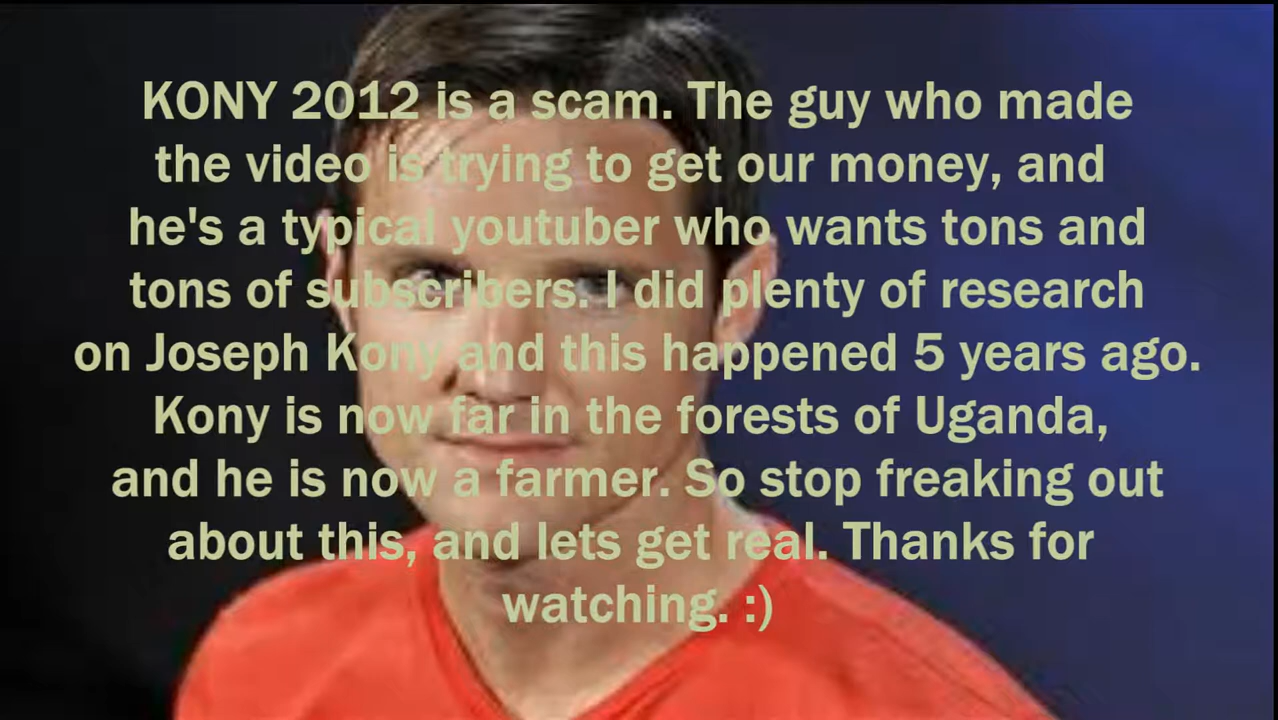 KONY 2012 is a scam. The guy who made
the video is trying to get our money, and
he's a typical youtuber who wants tons and
tons of subscribers. I did plenty of research
on Joseph Kony and this happened 5 years ago.
Kony is now far in the forests of Uganda,
and he is now a farmer. So stop freaking out
about this, and lets get real. Thanks for
watching. :)